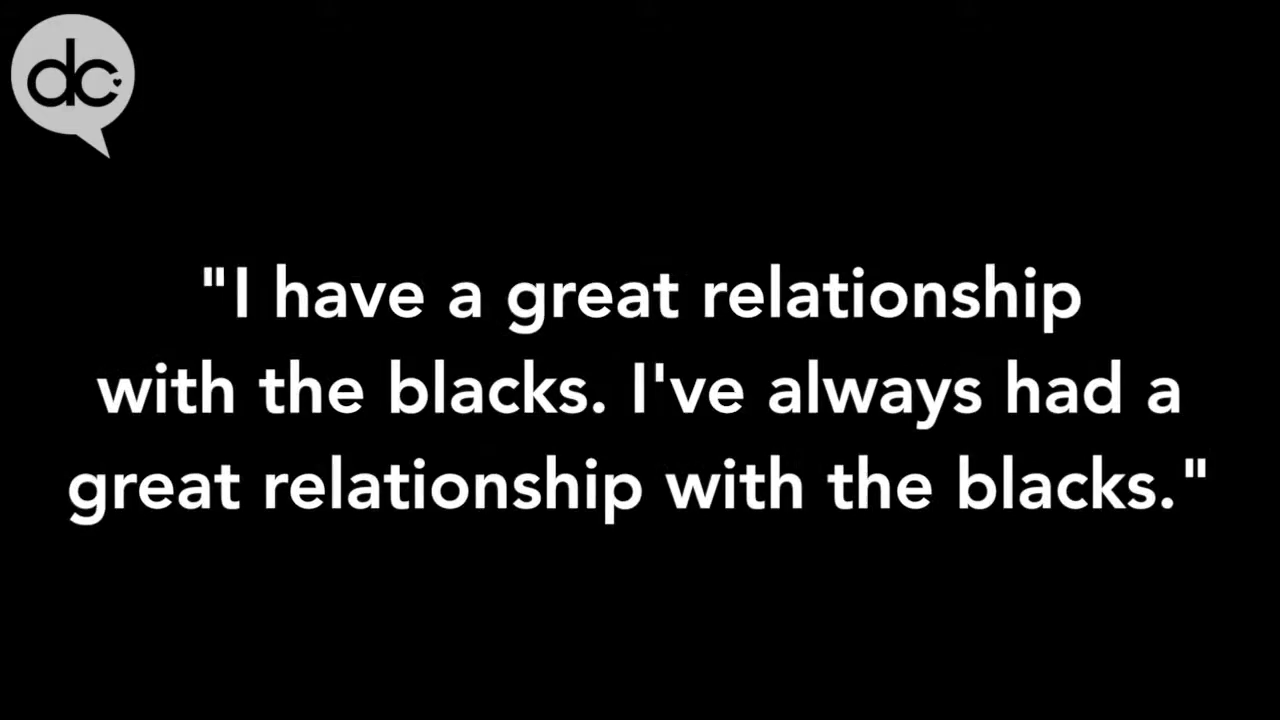 dc
"I have a great relationship
with the blacks. I've always had a
great relationship with the blacks."